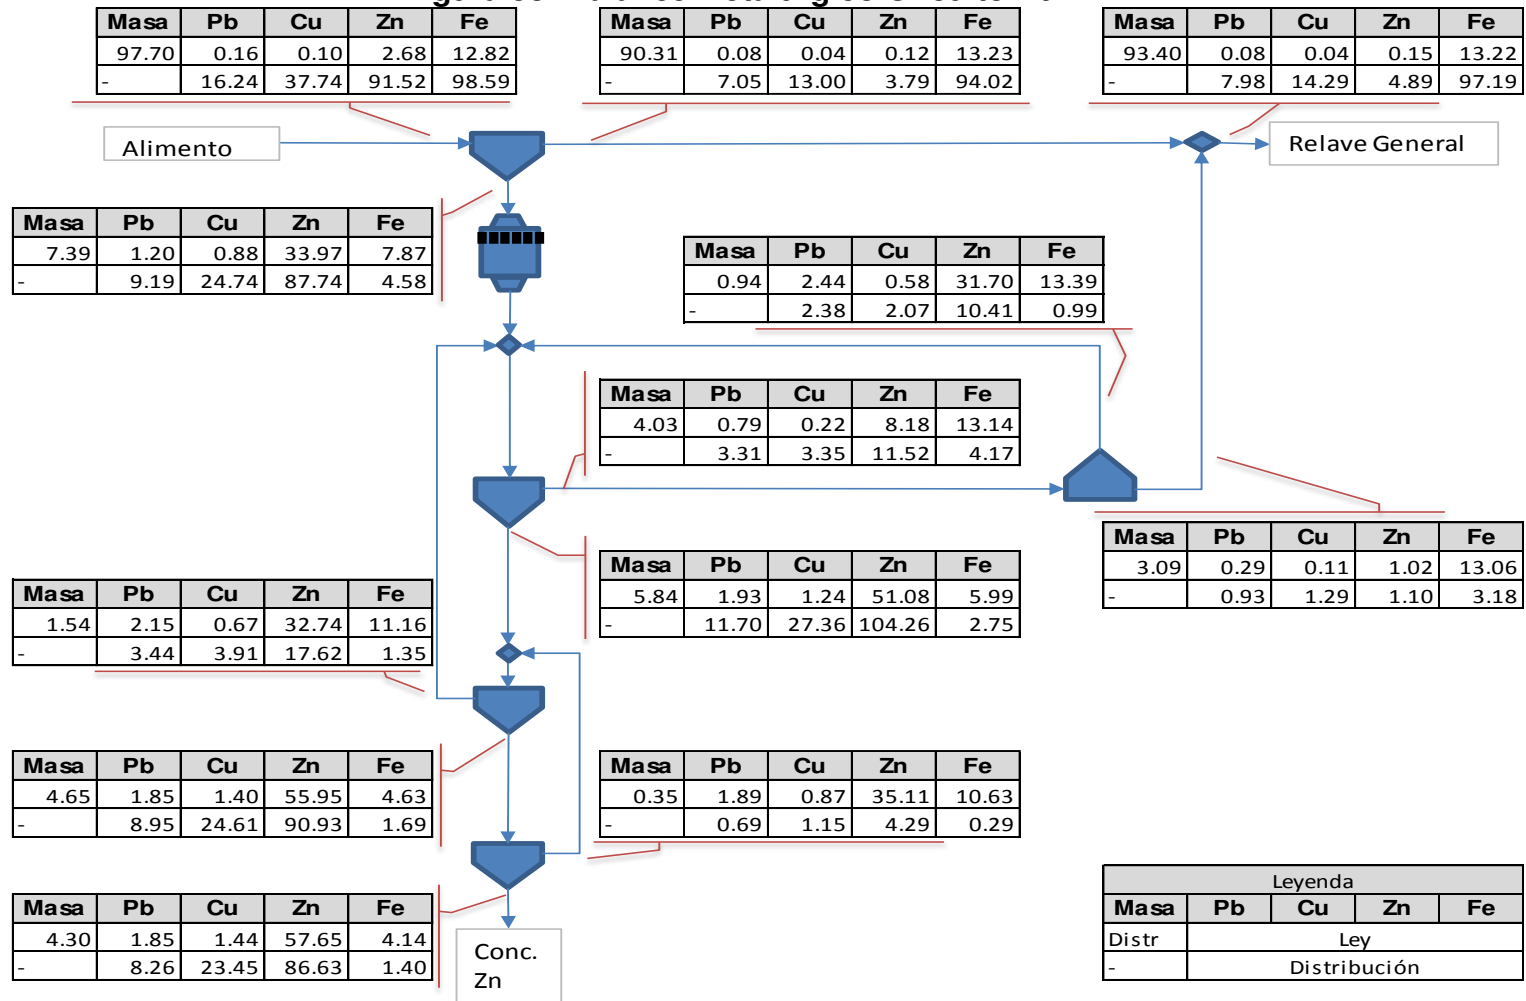 Masa Pb Cu Zn Fe
97.70 0.16 0.10 2.68 12.82
- 16.24 37.74 91.52 98.59
Masa Pb Cu Zn Fe
90.31 0.08 0.04 0.12 13.23
- 7.05 13.00 3.79 94.02
Masa Pb Cu Zn Fe
93.40 0.08 0.04 0.15 13.22
- 7.98 14.29 4.89 97.19
Alimento
Relave General
Masa Pb Cu Zn Fe
7.39 1.20 0.88 33.97 7.87
- 9.19 24.74 87.74 4.58
Masa Pb Cu Zn Fe
0.94 2.44 0.58 31.70 13.39
- 2.38 2.07 10.41 0.99
Masa Pb Cu Zn Fe
4.03 0.79 0.22 8.18 13.14
- 3.31 3.35 11.52 4.17
Masa Pb Cu Zn Fe
3.09 0.29 0.11 1.02 13.06
- 0.93 1.29 1.10 3.18
Masa Pb Cu Zn Fe
5.84 1.93 1.24 51.08 5.99
- 11.70 27.36 104.26 2.75
Masa Pb Cu Zn Fe
1.54 2.15 0.67 32.74 11.16
- 3.44 3.91 17.62 1.35
Masa Pb Cu Zn Fe
4.65 1.85 1.40 55.95 4.63
- 8.95 24.61 90.93 1.69
Masa Pb Cu Zn Fe
0.35 1.89 0.87 35.11 10.63
- 0.69 1.15 4.29 0.29
Masa Pb Cu Zn Fe
4.30 1.85 1.44 57.65 4.14
- 8.26 23.45 86.63 1.40
Conc.
Zn
Leyenda
Masa Pb Cu Zn Fe
Distr Ley
- Distribución